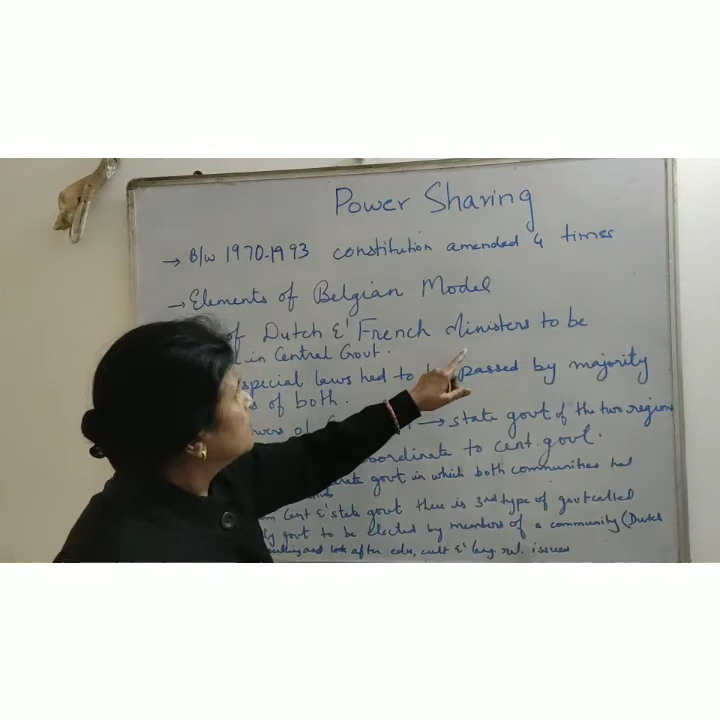 Power Sharing
→ B/w 1970-1993 constitution amended 4 times
→ Elements of Belgian Model
of Dutch & French Ministers to be
in Central Govt.
special laws had to be passed by majority
of both.
→ state govt of the two regions
ordinate to cent. govt.
govt in which both communities had
Cent & state govt there is 3rd type of govt called
govt to be elected by members of a community (Dutch
and look after edu, cult & lang. rel. issues